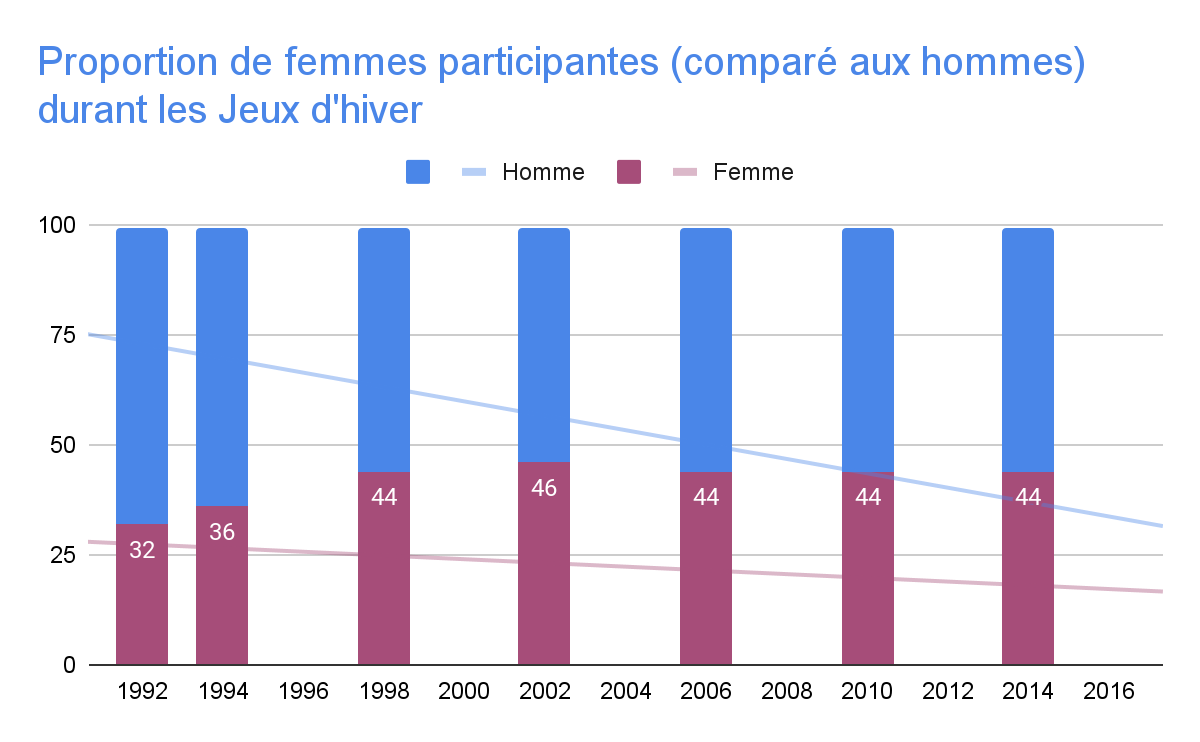 Proportion de femmes participantes (comparé aux hommes)
durant les Jeux d'hiver
Homme Femme
100
75
50
25
0
32 36 44 46 44 44 44
1992 1994 1996 1998 2000 2002 2004 2006 2008 2010 2012 2014 2016